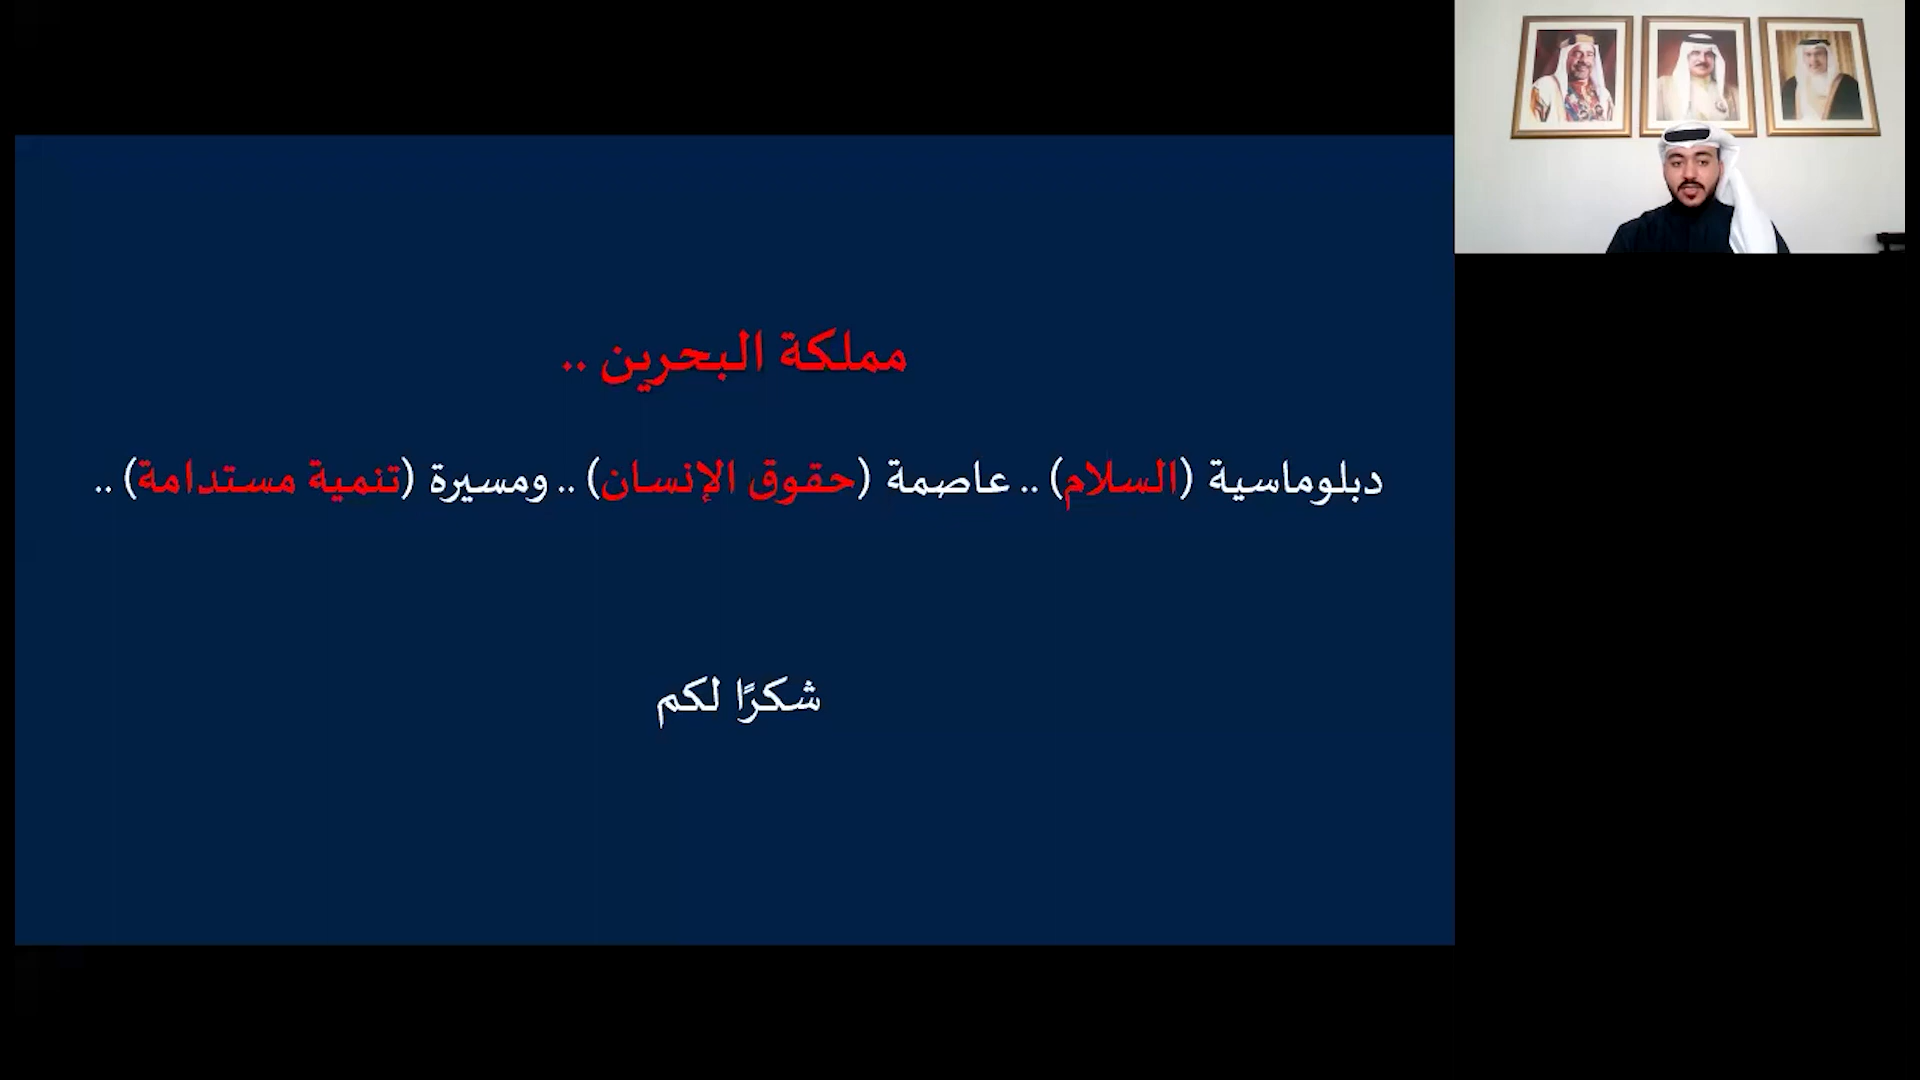 مملكة البحرين ..
دبلوماسية (السلام) .. عاصمة (حقوق الإنسان) .. ومسيرة (تنمية مستدامة) ..
شكرًا لكم